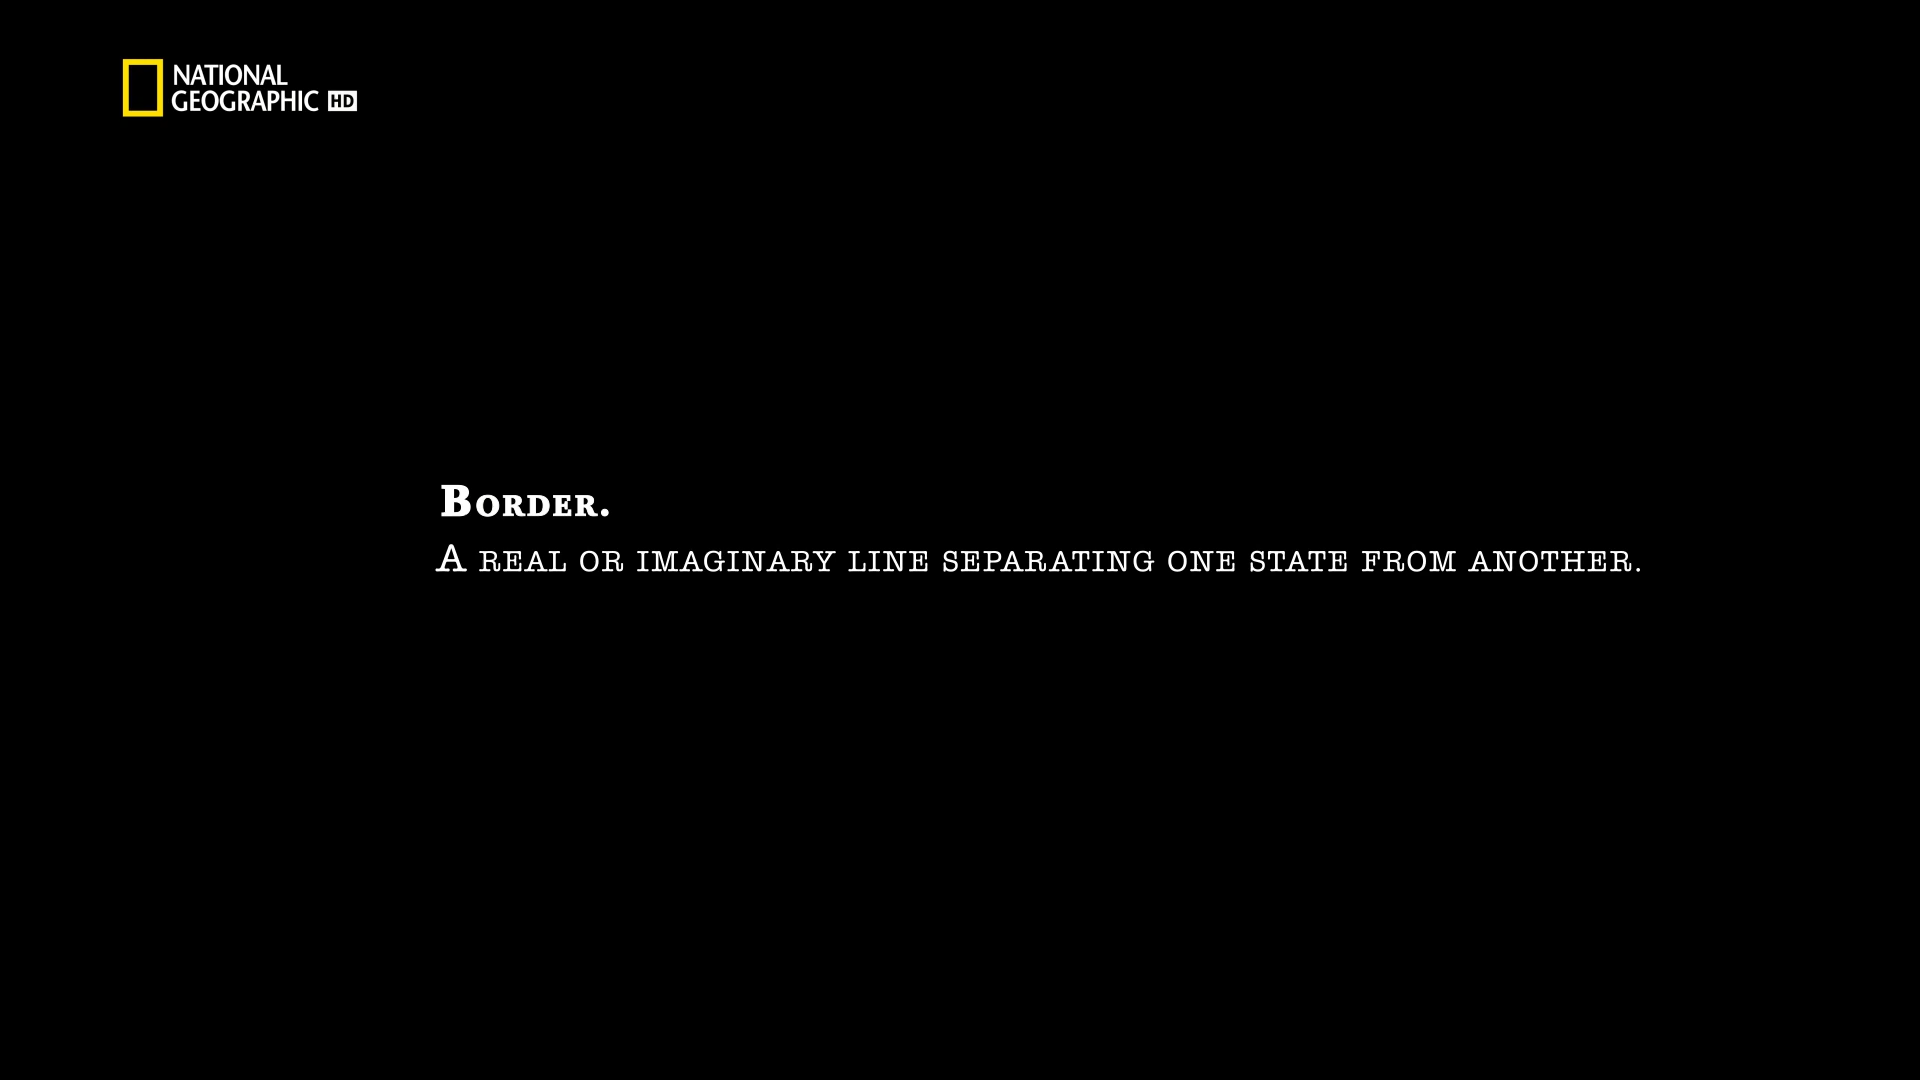 NATIONAL
GEOGRAPHIC HD
BORDER.
A REAL OR IMAGINARY LINE SEPARATING ONE STATE FROM ANOTHER.